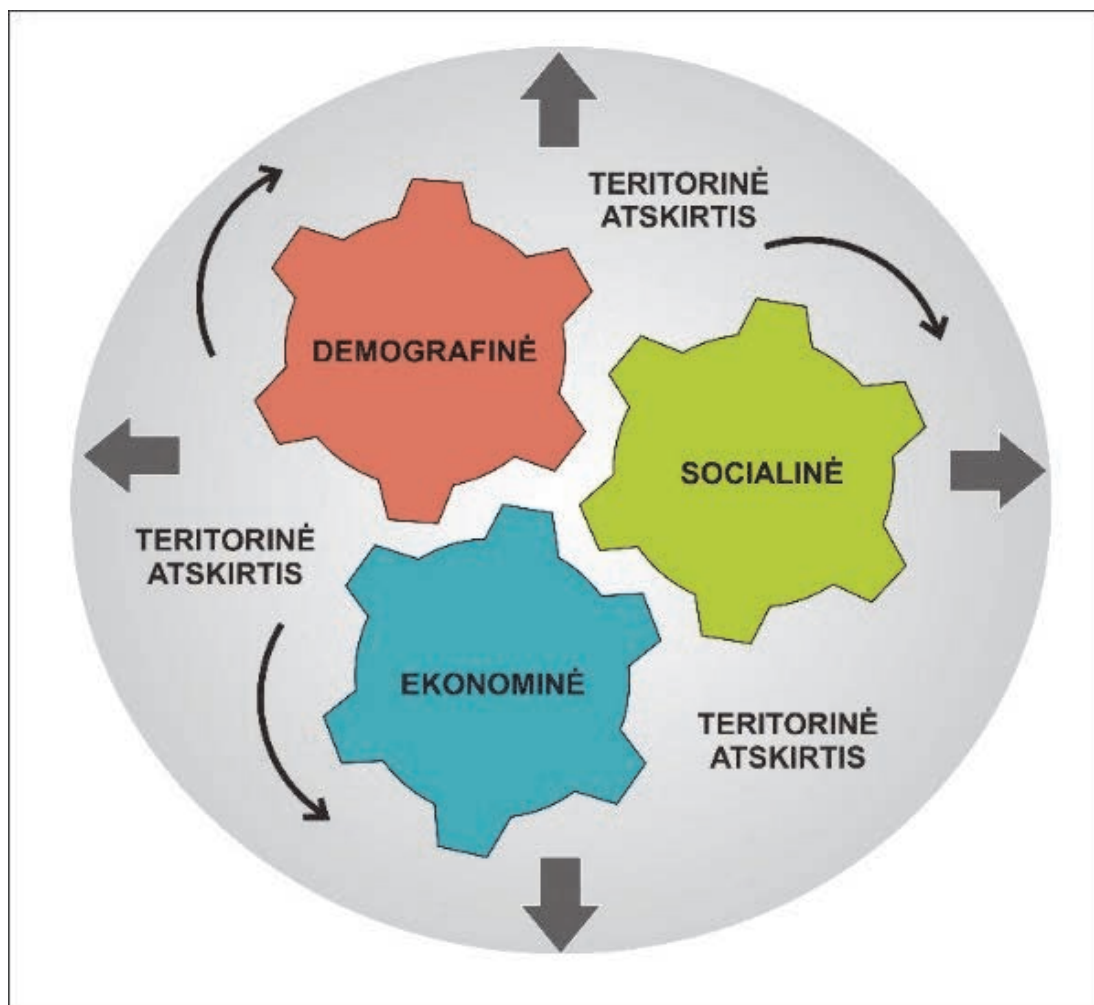 TERITORINĖ
ATSKIRTIS
DEMOGRAFINĖ
SOCIALINĖ
TERITORINĖ
ATSKIRTIS
EKONOMINĖ
TERITORINĖ
ATSKIRTIS